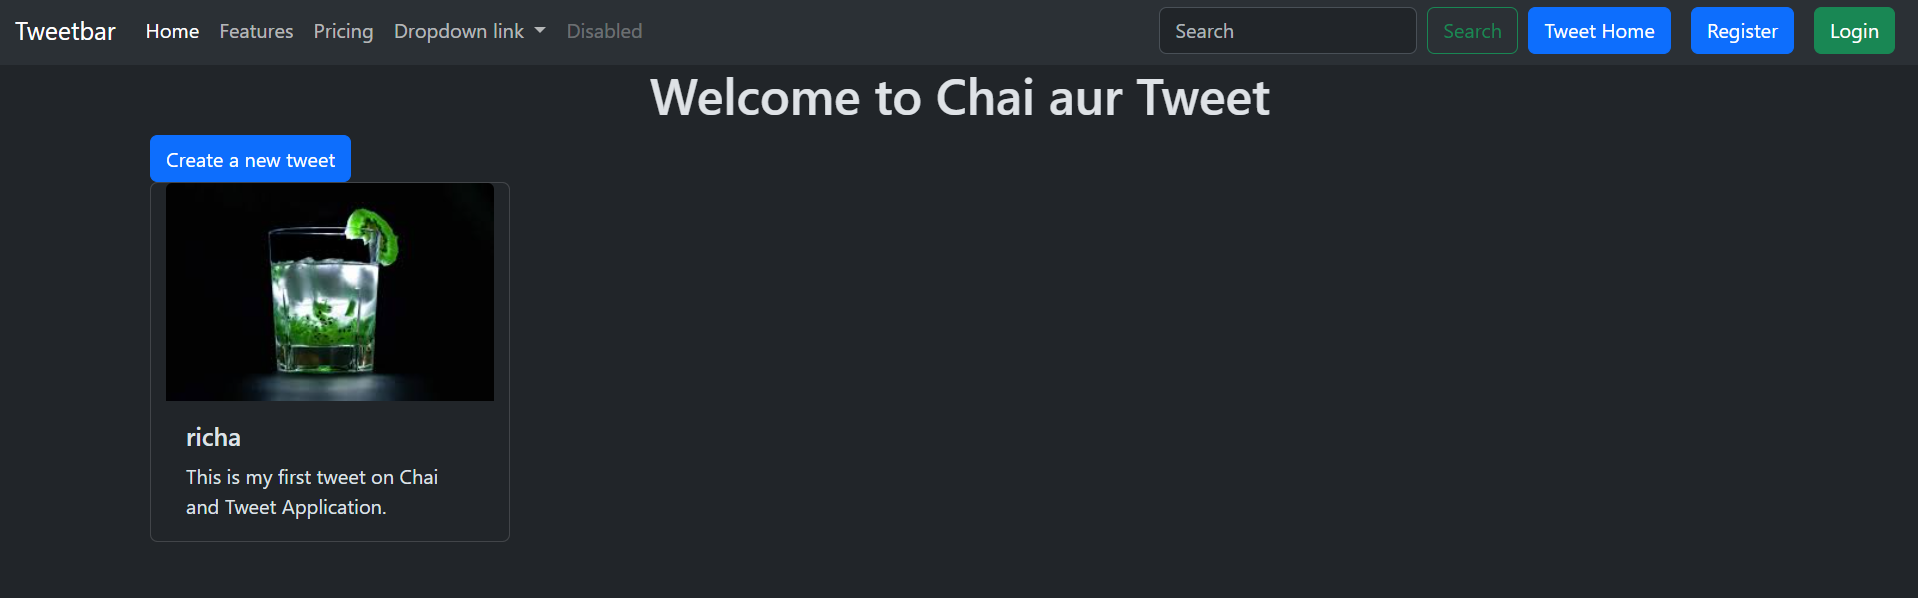 Tweetbar Home Features Pricing Dropdown link Disabled Search Search Tweet Home Register Login
Welcome to Chai aur Tweet
Create a new tweet
richa
This is my first tweet on Chai
and Tweet Application.